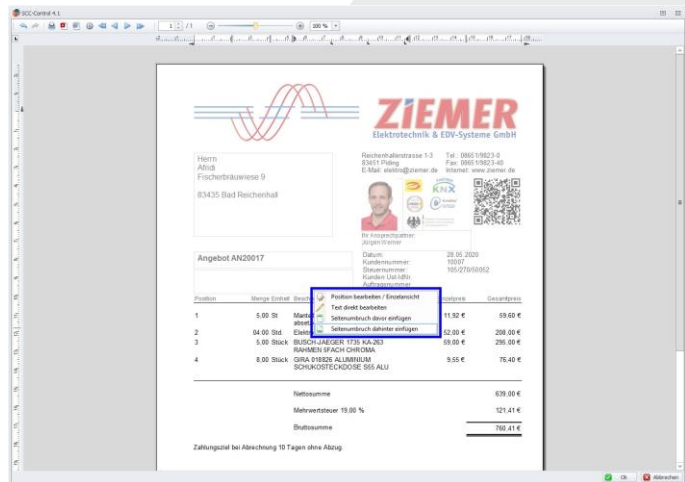 SCC-Control 4.1
1 / 1
100 %
ZIEMER
Elektrotechnik & EDV-Systeme GmbH
Herrn
Afridi
Fischerbräuwiese 9
83435 Bad Reichenhall
Reichenhallerstrasse 1-3 Tel.: 08651/9823-0
83451 Piding Fax: 08651/9823-40
E-Mail: elektro@ziemer.de Internet: www.ziemer.de
KNX
Ihr Ansprechpartner:
Jürgen Werner
Angebot AN20017
Datum: 28.05.2020
Kundennummer: 10007
Steuernummer: 105/270/50052
Kunden Ust-IdNr.
Auftragsnummer
Position Menge Einheit Gesamtpreis
Position bearbeiten / Einzelansicht
Text direkt bearbeiten
Seitenumbruch davor einfügen
Seitenumbruch dahinter einfügen
1 5,00 St 11,92 € 59,60 €
2 04,00 Std. 52,00 € 208,00 €
3 5,00 Stück BUSCH-JAEGER 1735 KA-263 59,00 € 295,00 €
RAHMEN 5FACH CHROMA
4 8,00 Stück GIRA 018826 ALUMINIUM 9,55 € 76,40 €
SCHUKOSTECKDOSE S55 ALU
Nettosumme 639,00 €
Mehrwertsteuer 19,00 % 121,41 €
Bruttosumme 760,41 €
Zahlungsziel bei Abrechnung 10 Tagen ohne Abzug.
Ok Abbrechen